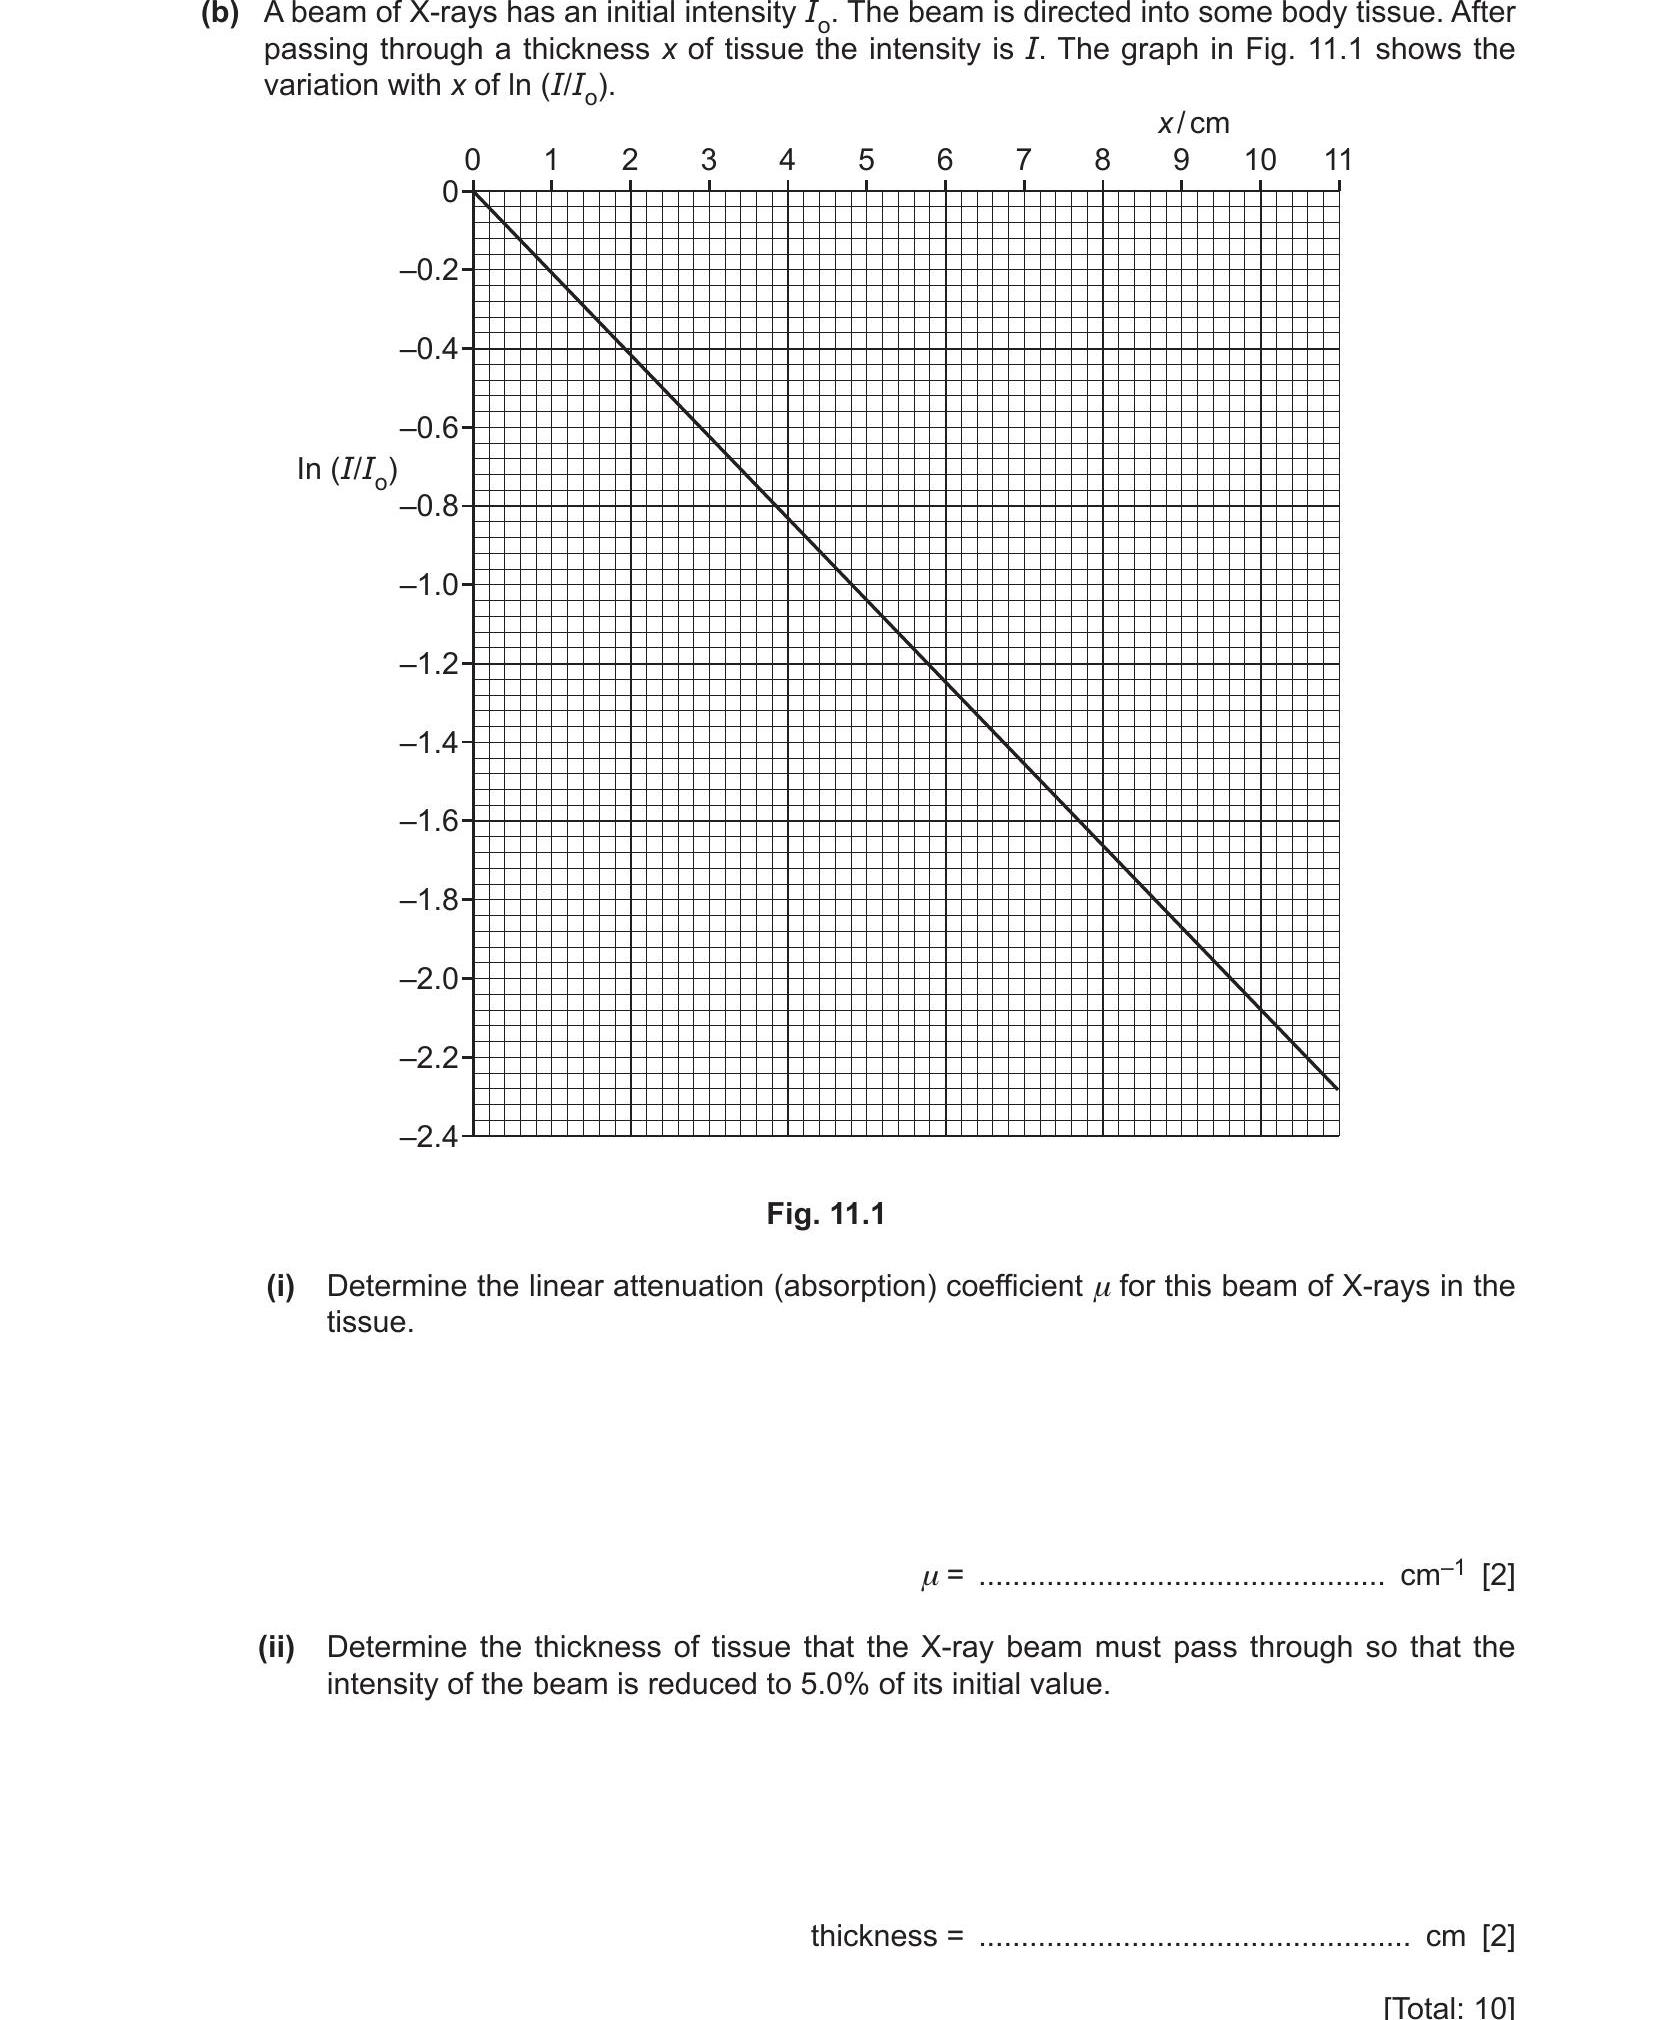 (b) A beam of X-rays has an initial intensity Io. The beam is directed into some body tissue. After
passing through a thickness x of tissue the intensity is I. The graph in Fig. 11.1 shows the
variation with x of ln (I/Io).
x / cm
0 1 2 3 4 5 6 7 8 9 10 11
0
–0.2
–0.4
–0.6
ln (I/Io)
–0.8
–1.0
–1.2
–1.4
–1.6
–1.8
–2.0
–2.2
–2.4
Fig. 11.1
(i) Determine the linear attenuation (absorption) coefficient μ for this beam of X-rays in the
tissue.
μ = ................................................ cm⁻¹ [2]
(ii) Determine the thickness of tissue that the X-ray beam must pass through so that the
intensity of the beam is reduced to 5.0% of its initial value.
thickness = ................................................... cm [2]
[Total: 10]